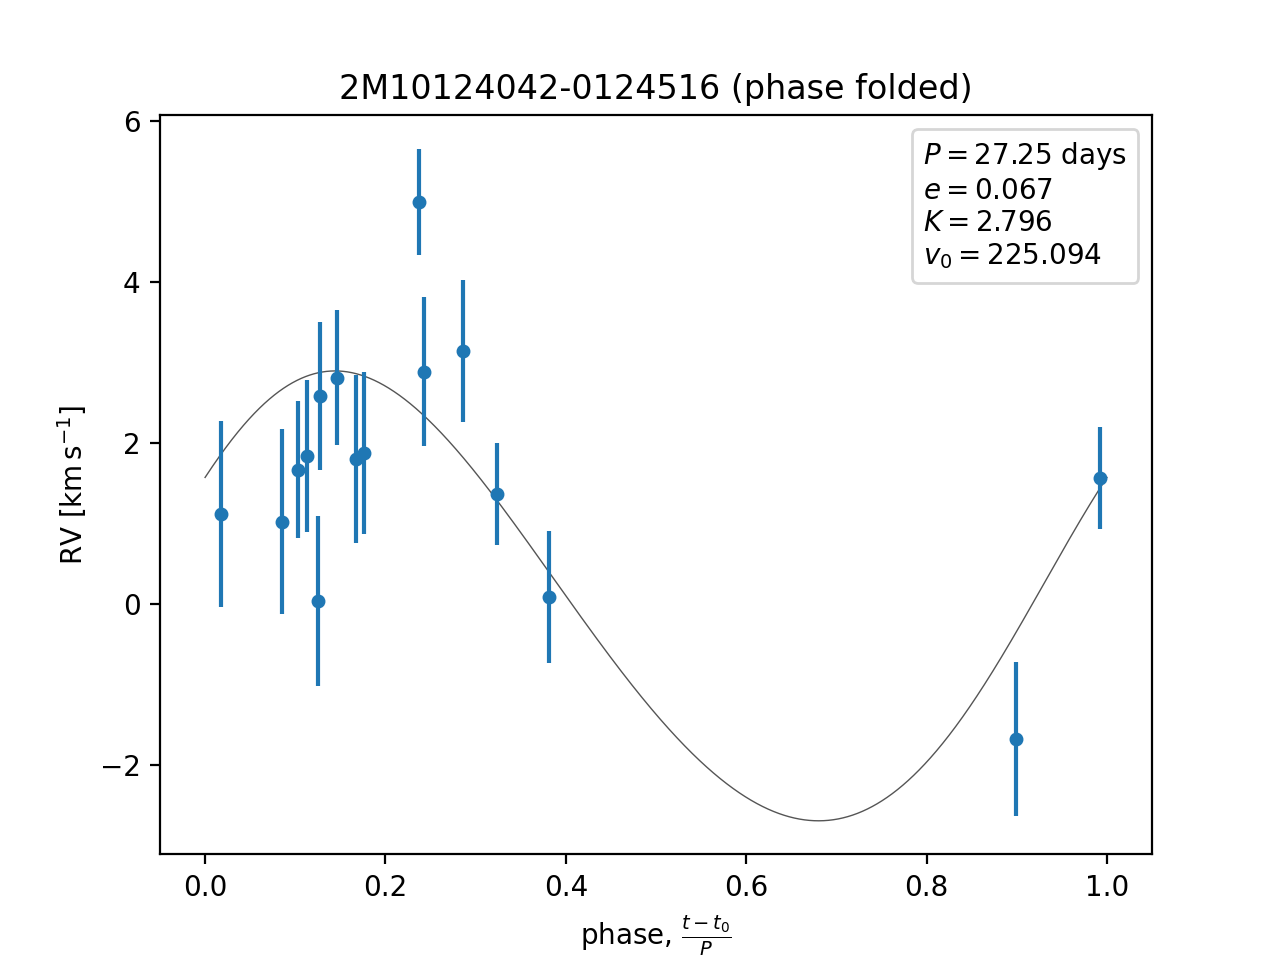 2M10124042-0124516 (phase folded)
P = 27.25 days
e = 0.067
K = 2.796
v₀ = 225.094
RV [km s⁻¹]
6
4
2
0
−2
0.0 0.2 0.4 0.6 0.8 1.0
phase, (t − t₀)/P